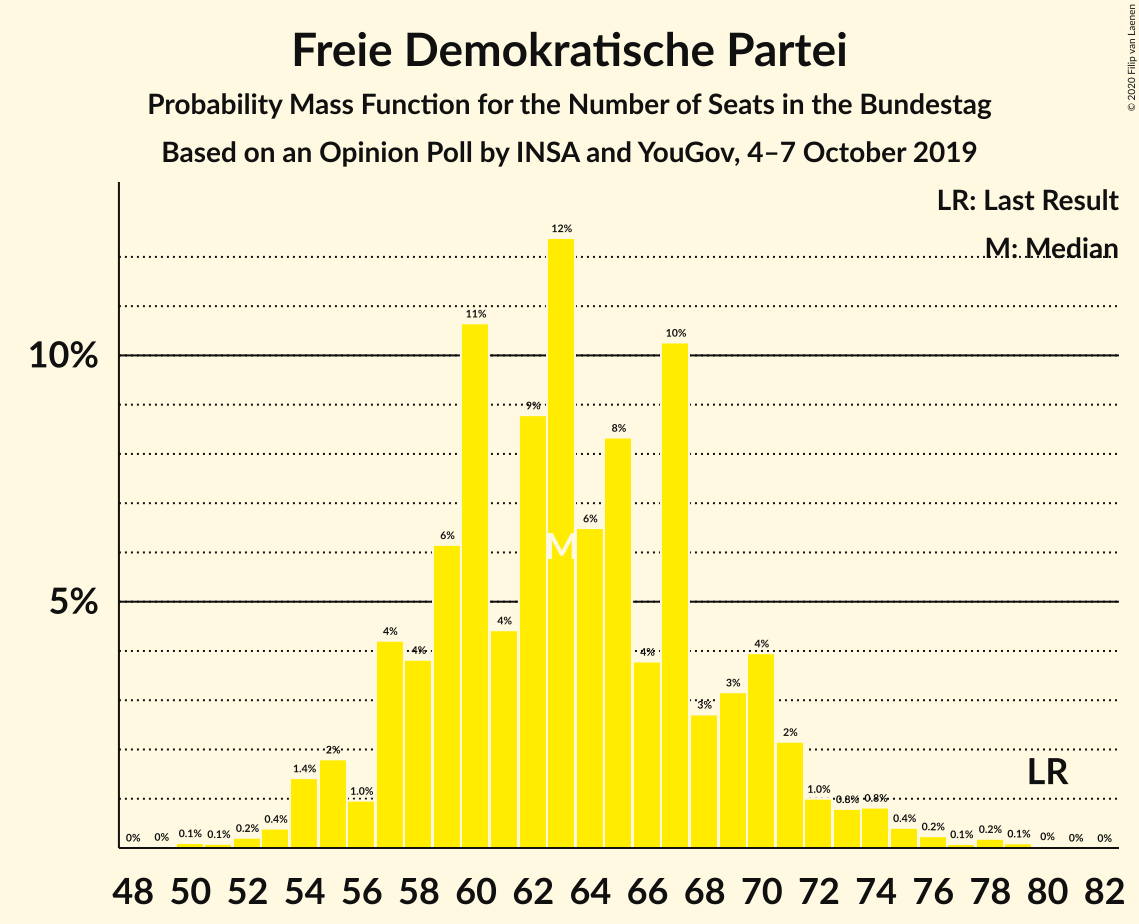 © 2020 Filip van Laenen
Freie Demokratische Partei
Probability Mass Function for the Number of Seats in the Bundestag
Based on an Opinion Poll by INSA and YouGov, 4–7 October 2019
LR: Last Result
M: Median
10%
5%
0% 0% 0.1% 0.1% 0.2% 0.4% 1.4% 2% 1.0% 4% 4% 6% 11% 4% 9% 12% 6% 8% 4% 10% 3% 3% 4% 2% 1.0% 0.8% 0.8% 0.4% 0.2% 0.1% 0.2% 0.1% 0% 0% 0%
M
LR
48 50 52 54 56 58 60 62 64 66 68 70 72 74 76 78 80 82